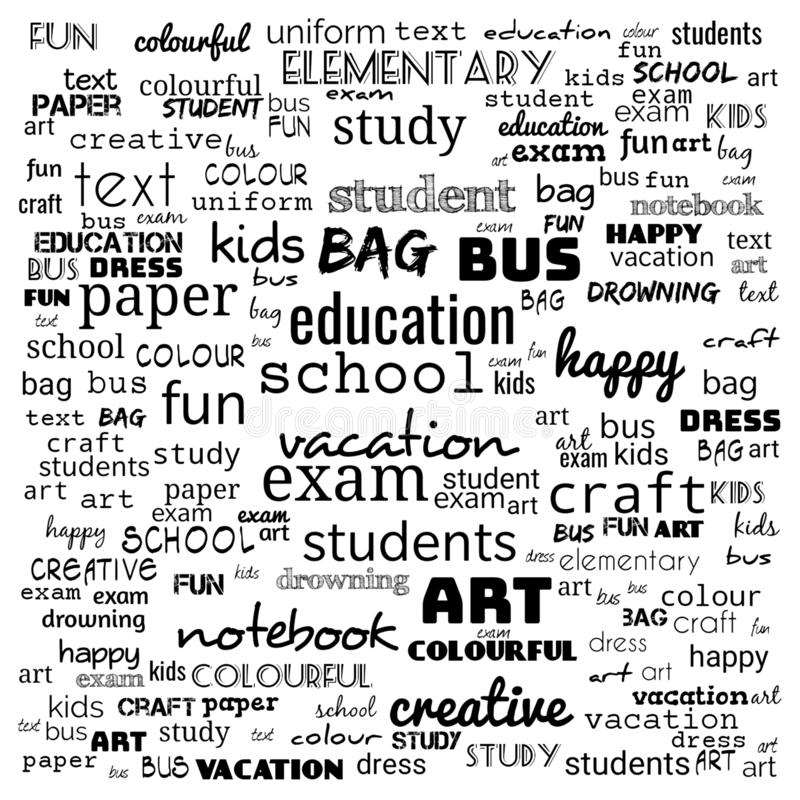 FUN colourful uniform text education colour students
ELEMENTARY fun
text colourful kids SCHOOL art
PAPER STUDENT bus exam student exam
art FUN study education exam KIDS
creative bus art exam fun art bag
fun text COLOUR student bag bus fun exam
craft uniform notebook
bus exam exam FUN HAPPY text
EDUCATION kids BAG BUS vacation art
BUS DRESS bus
FUN paper bag education BAG DROWNING text
text bus craft
school COLOUR school exam fun happy
bag bus fun kids bag
text BAG art bus DRESS
craft study vacation art BAG art
students exam student exam kids
art art paper exam art craft KIDS
happy exam exam BUS FUN ART kids
SCHOOL art students dress elementary bus
CREATIVE FUN kids drowning ART art bus bus colour
exam exam
drowning notebook exam BAG craft fun
happy COLOURFUL dress happy
art exam kids COLOURFUL art art
kids CRAFT paper school creative vacation art
text bus study text colour STUDY vacation
ART dress art
paper bus BUS VACATION dress STUDY students ART art
dreamstime